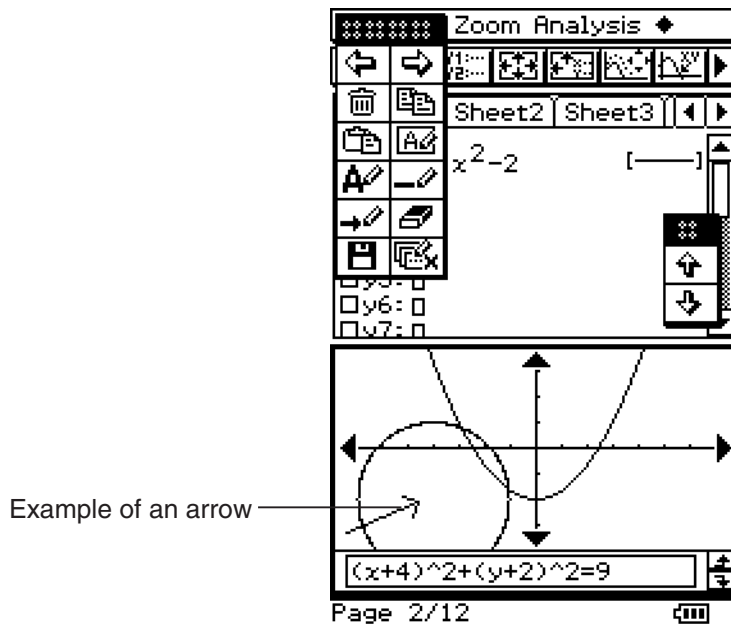 Zoom Analysis ◆
Sheet2 Sheet3
x²-2 [——]
y6:
y7:
Example of an arrow
(x+4)^2+(y+2)^2=9
Page 2/12